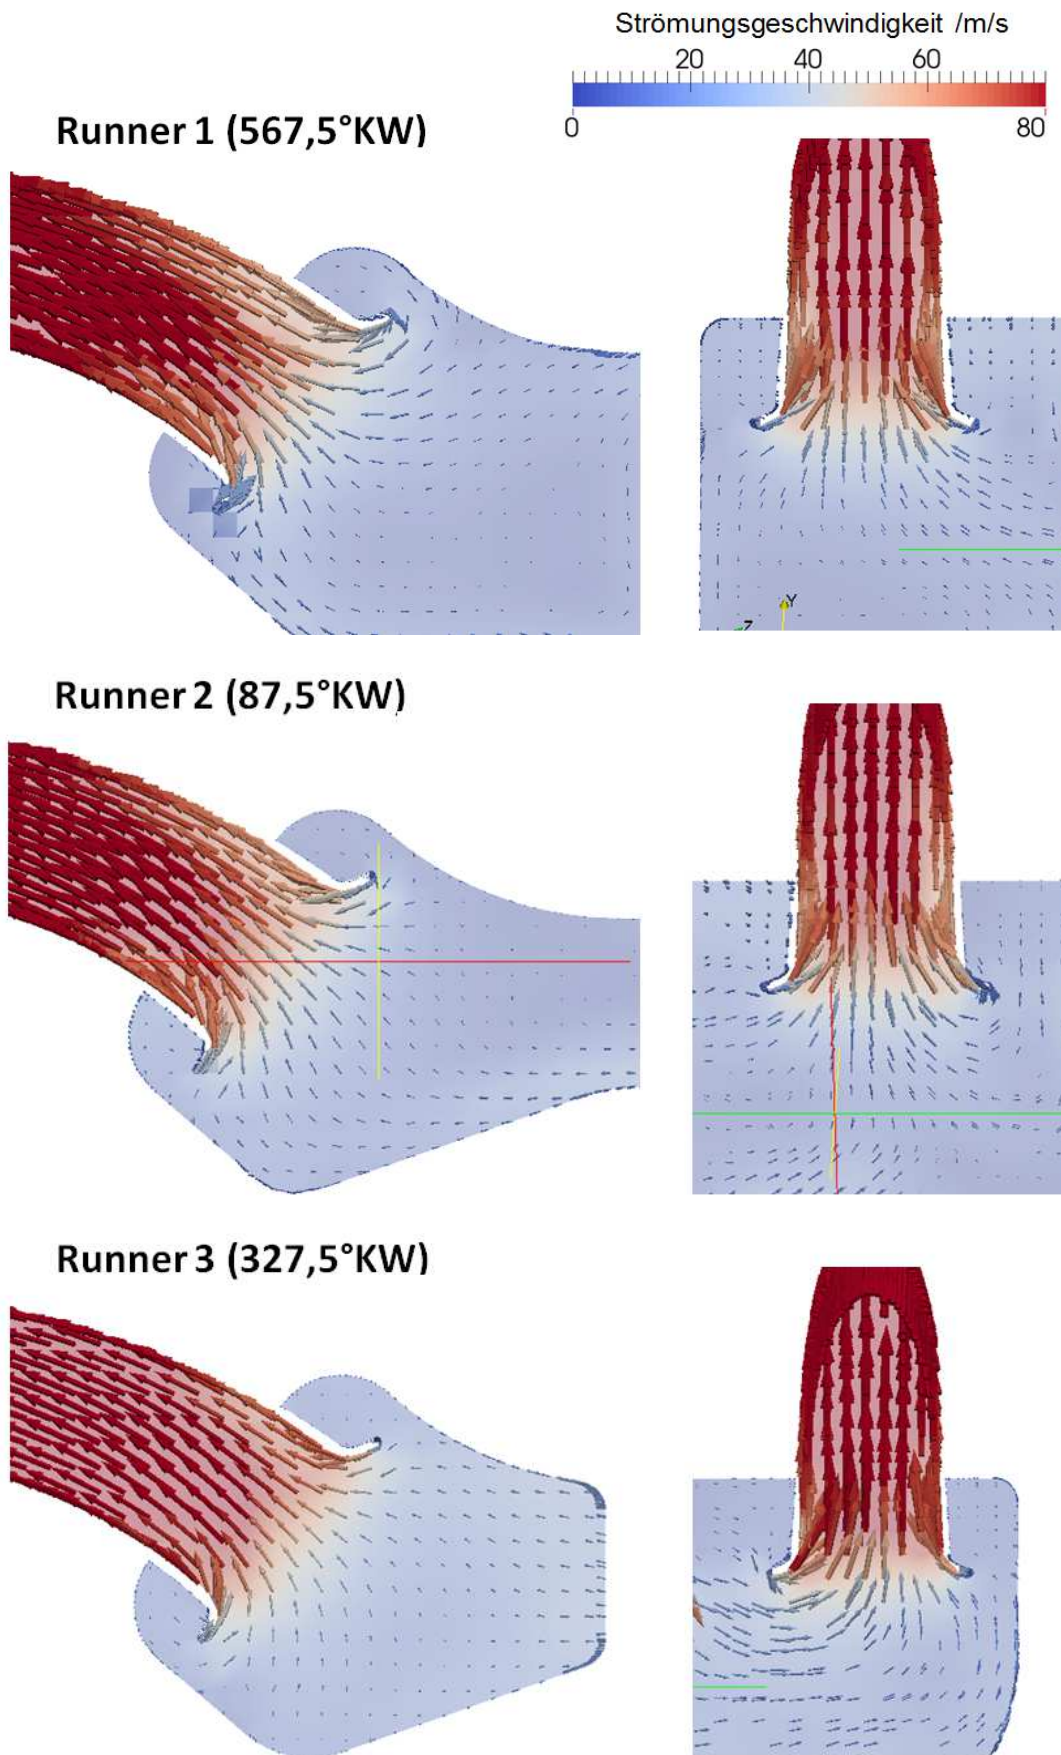 Strömungsgeschwindigkeit /m/s
20 40 60
0 80
Runner 1 (567,5°KW)
Y
Z
Runner 2 (87,5°KW)
Runner 3 (327,5°KW)